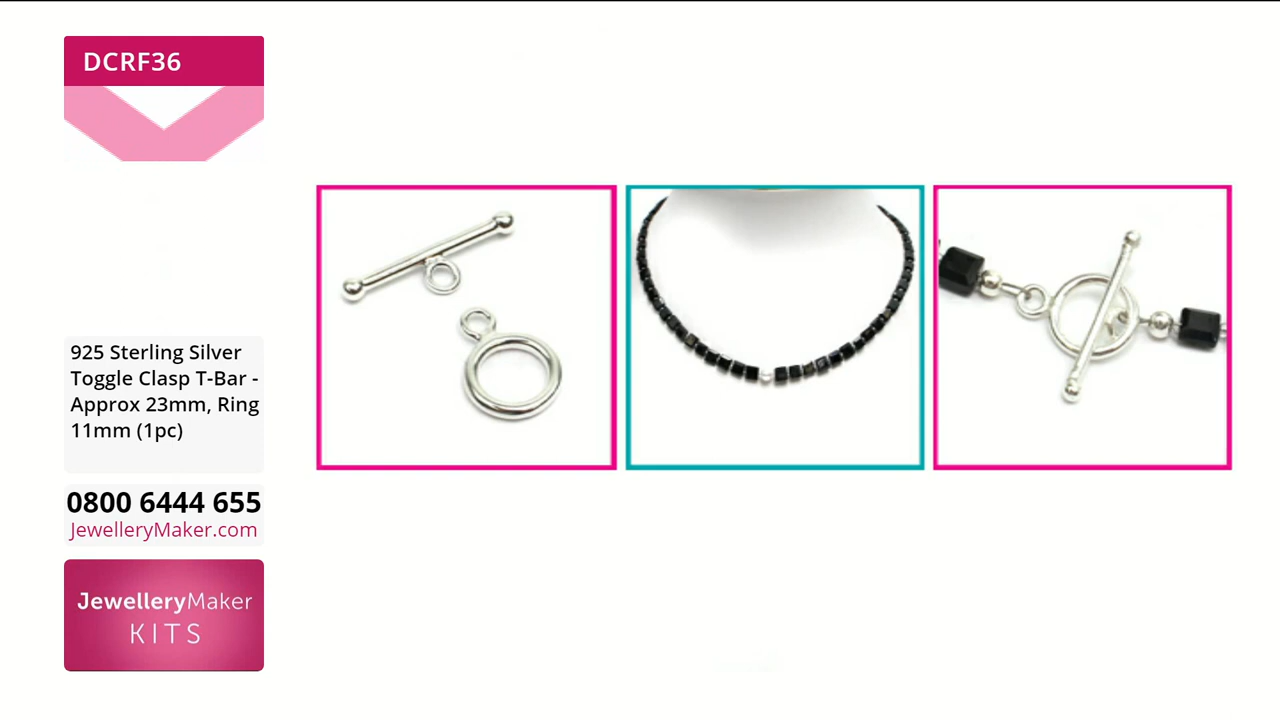 DCRF36
925 Sterling Silver
Toggle Clasp T-Bar -
Approx 23mm, Ring
11mm (1pc)
0800 6444 655
JewelleryMaker.com
JewelleryMaker
KITS